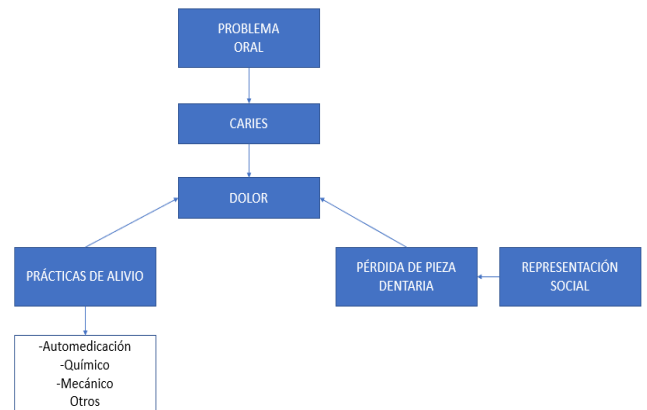 PROBLEMA
ORAL
CARIES
DOLOR
PRÁCTICAS DE ALIVIO
PÉRDIDA DE PIEZA
DENTARIA
REPRESENTACIÓN
SOCIAL
-Automedicación
-Químico
-Mecánico
Otros